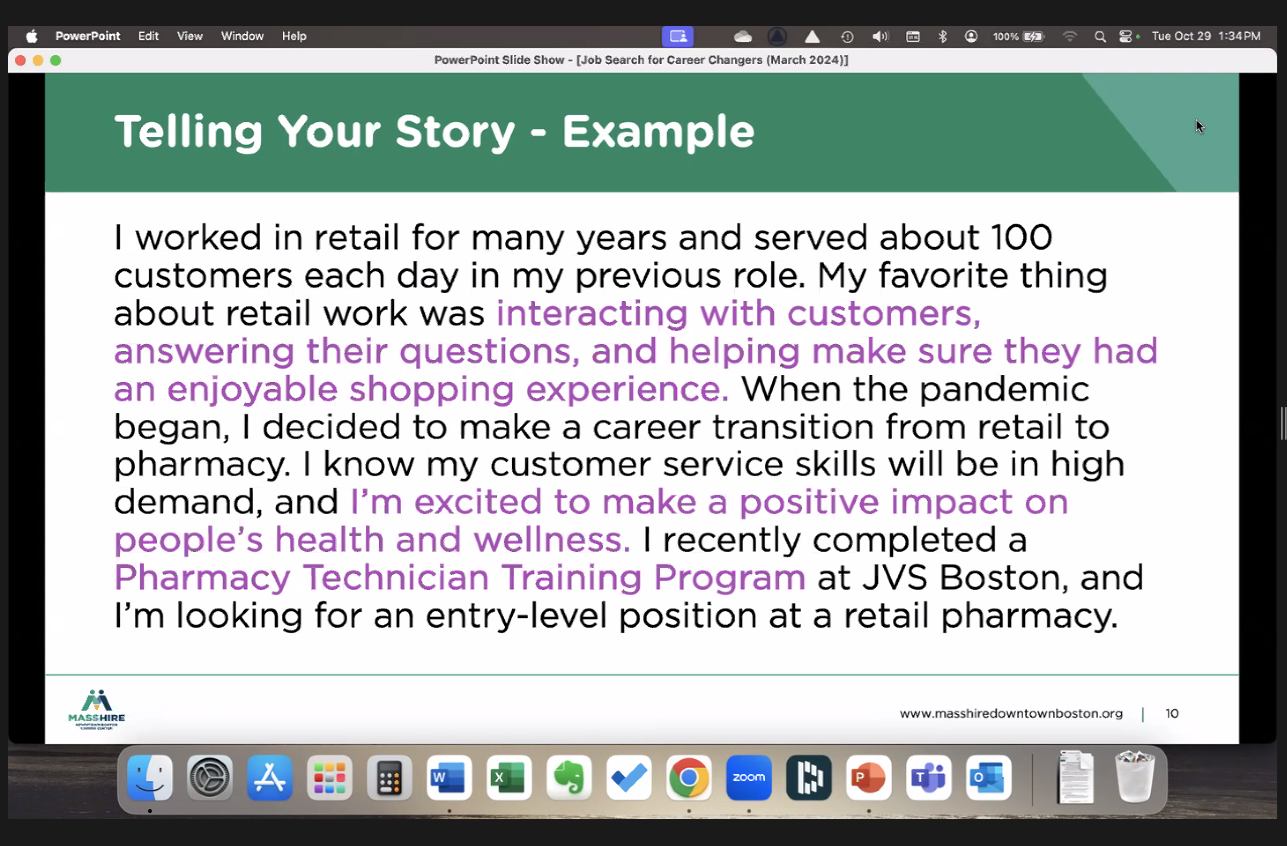 PowerPoint Edit View Window Help 100% Tue Oct 29 1:34 PM
PowerPoint Slide Show - [Job Search for Career Changers (March 2024)]
Telling Your Story - Example
I worked in retail for many years and served about 100
customers each day in my previous role. My favorite thing
about retail work was interacting with customers,
answering their questions, and helping make sure they had
an enjoyable shopping experience. When the pandemic
began, I decided to make a career transition from retail to
pharmacy. I know my customer service skills will be in high
demand, and I'm excited to make a positive impact on
people's health and wellness. I recently completed a
Pharmacy Technician Training Program at JVS Boston, and
I'm looking for an entry-level position at a retail pharmacy.
MASSHIRE
www.masshiredowntownboston.org | 10
W X zoom P T O